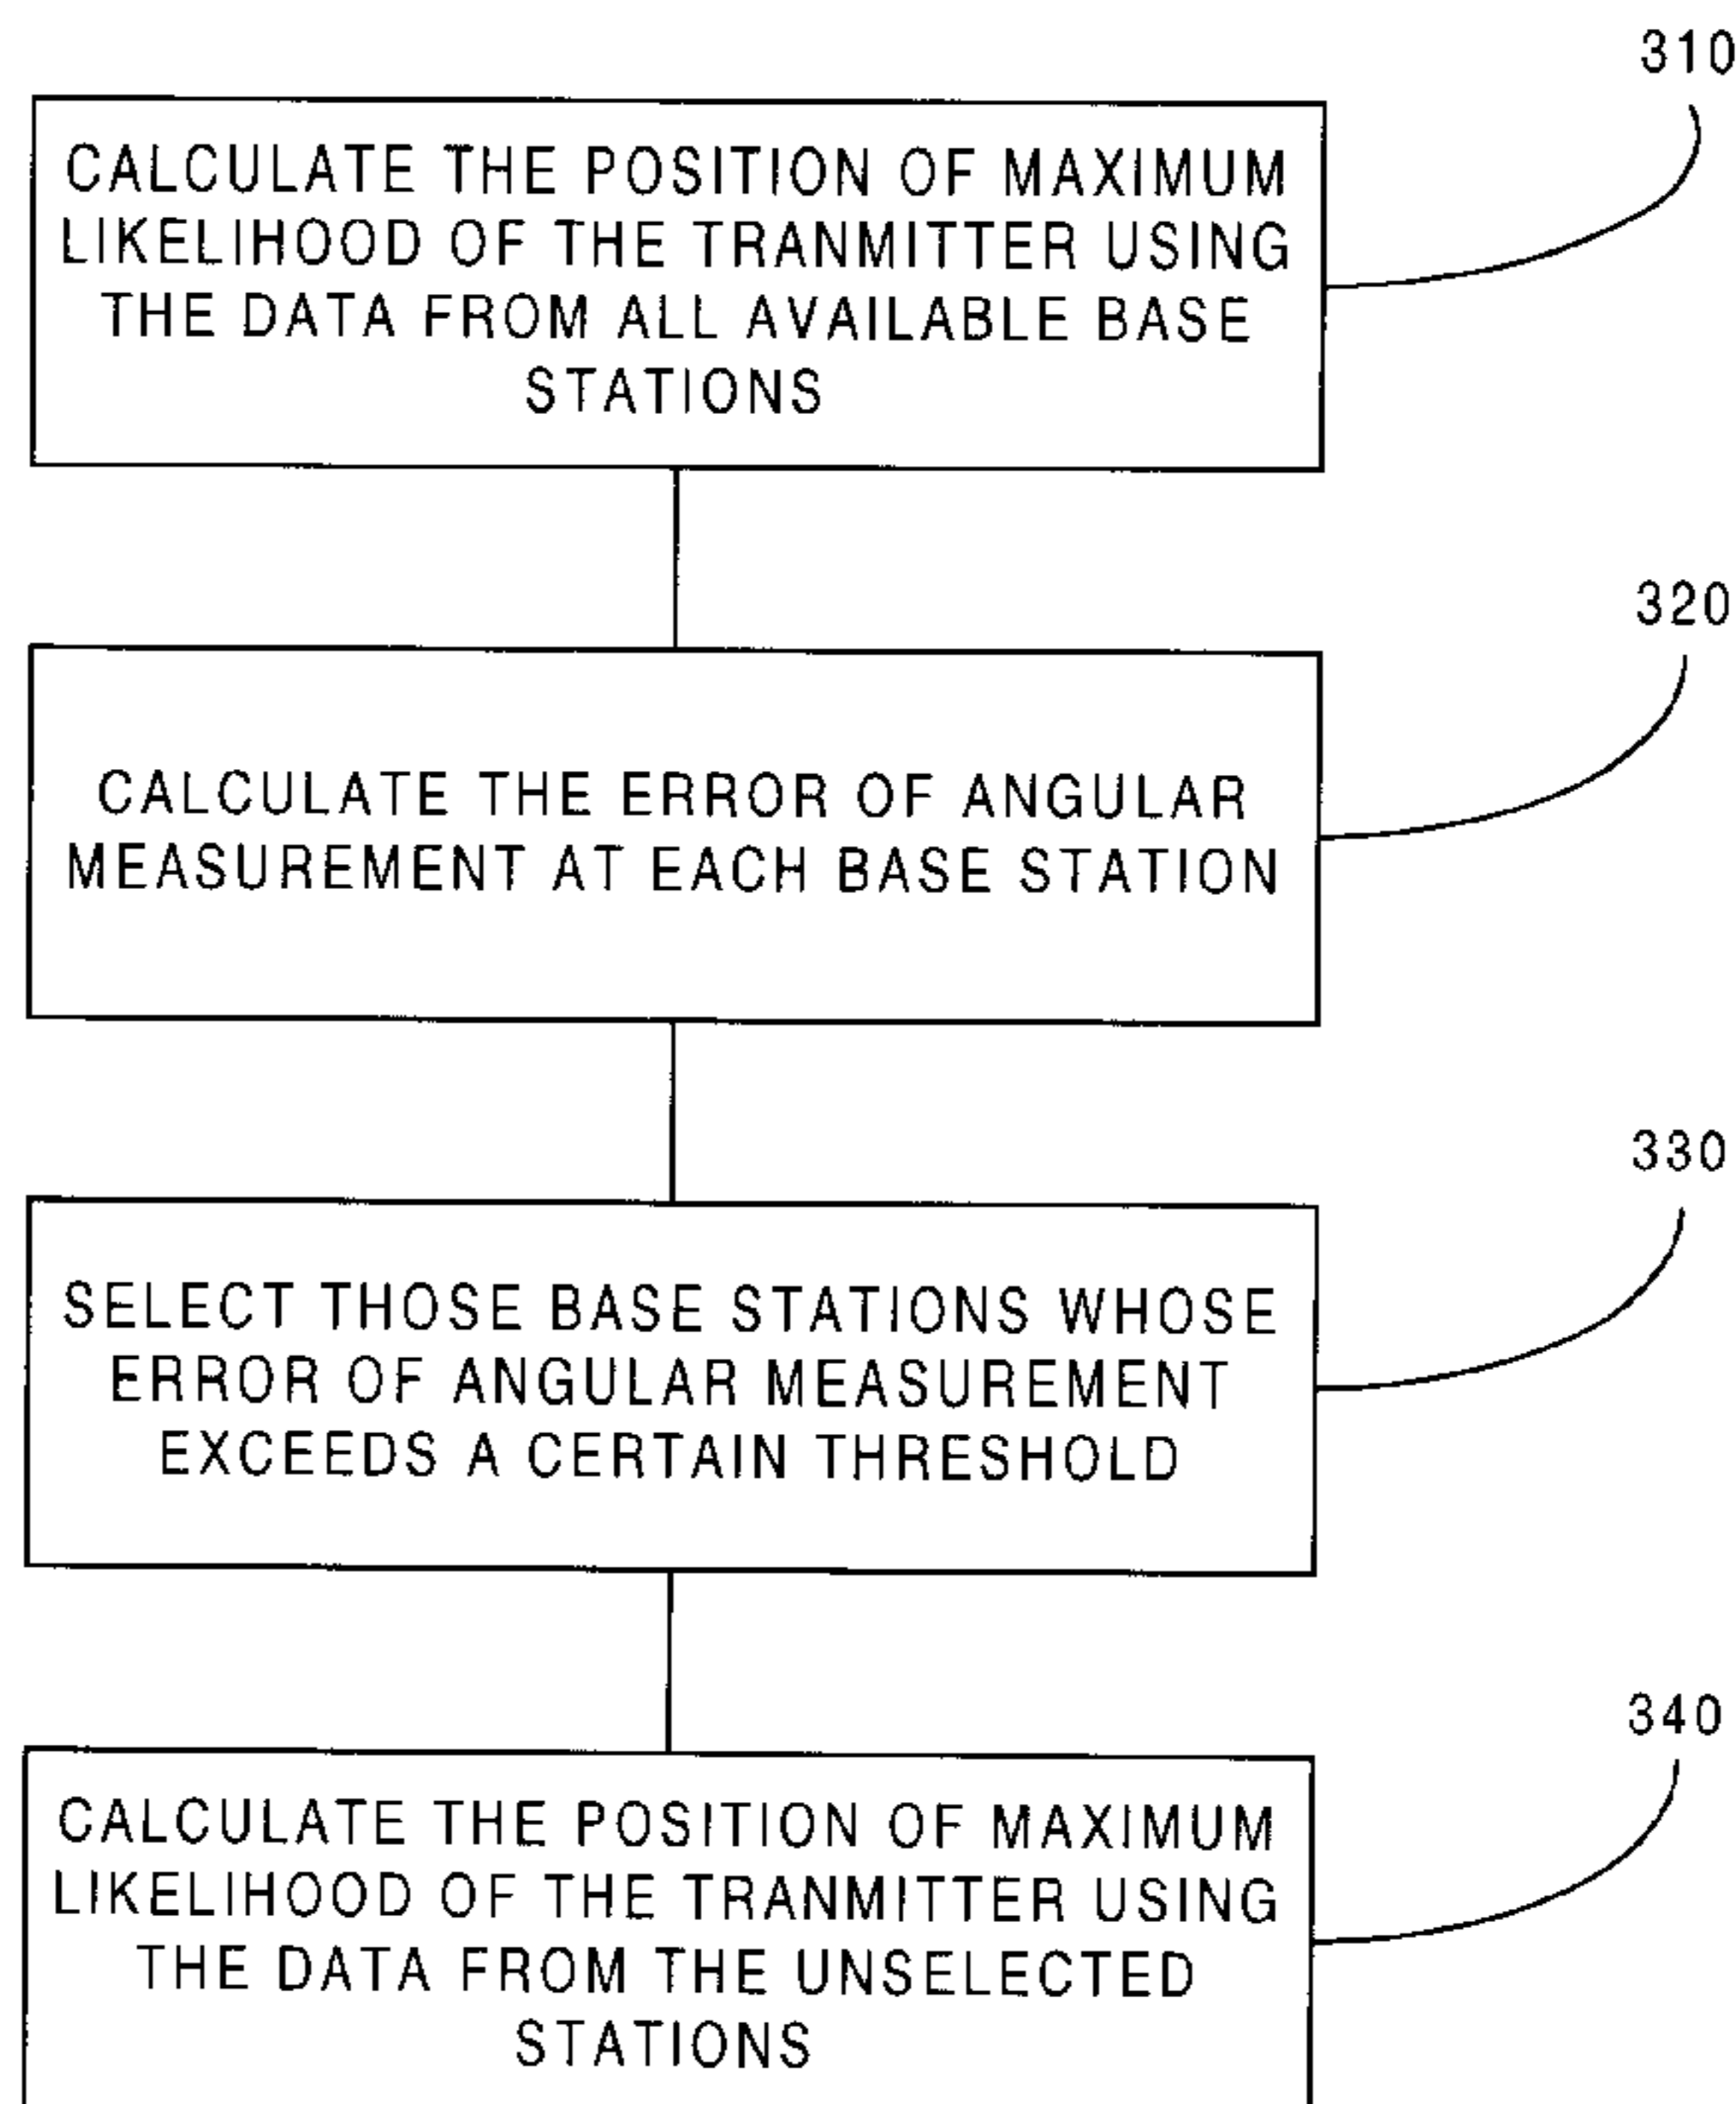 310
CALCULATE THE POSITION OF MAXIMUM
LIKELIHOOD OF THE TRANMITTER USING
THE DATA FROM ALL AVAILABLE BASE
STATIONS
320
CALCULATE THE ERROR OF ANGULAR
MEASUREMENT AT EACH BASE STATION
330
SELECT THOSE BASE STATIONS WHOSE
ERROR OF ANGULAR MEASUREMENT
EXCEEDS A CERTAIN THRESHOLD
340
CALCULATE THE POSITION OF MAXIMUM
LIKELIHOOD OF THE TRANMITTER USING
THE DATA FROM THE UNSELECTED
STATIONS